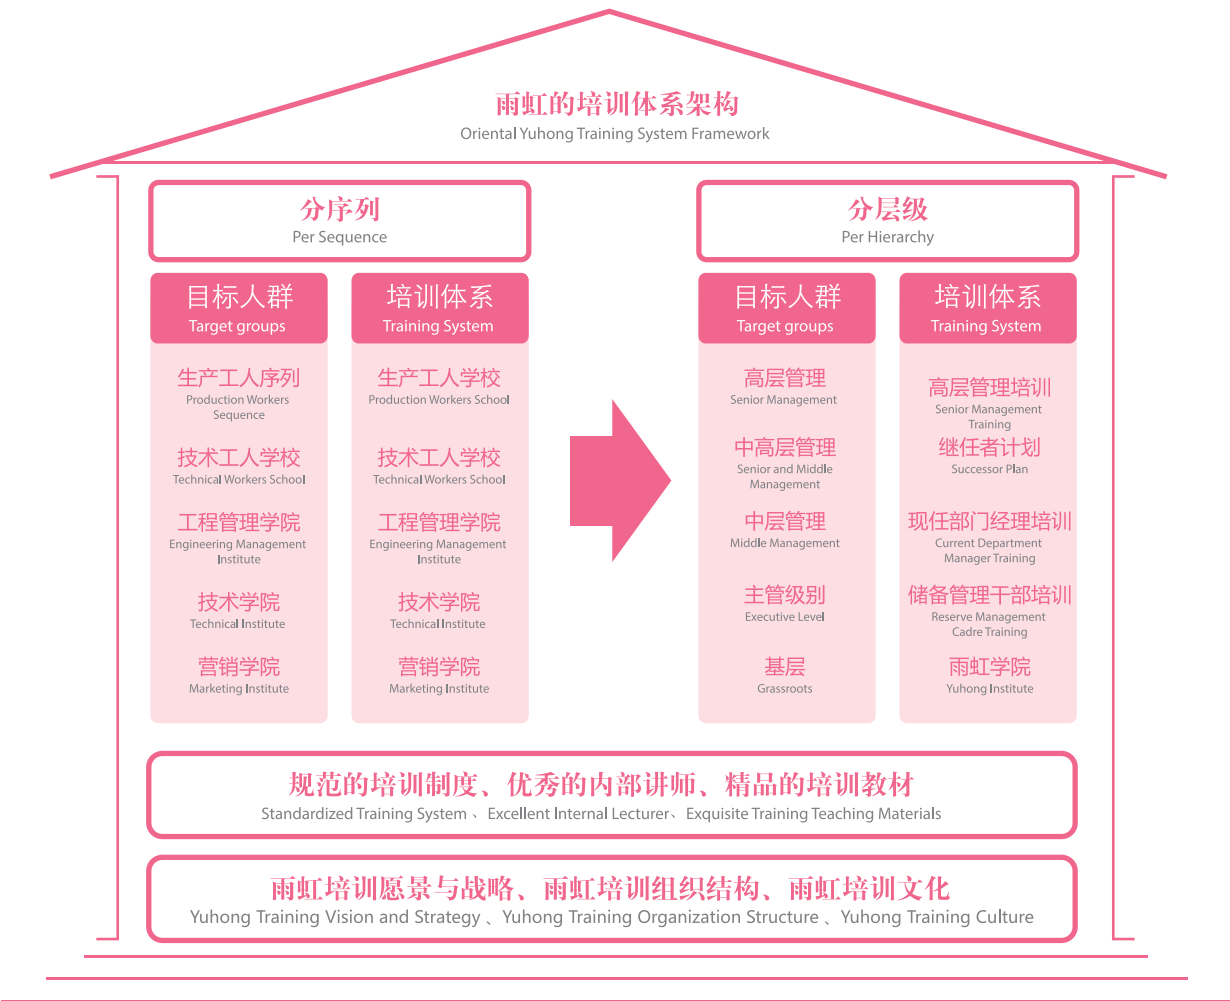 雨虹的培训体系架构
Oriental Yuhong Training System Framework
分序列
Per Sequence
目标人群
Target groups
生产工人序列
Production Workers
Sequence
技术工人学校
Technical Workers School
工程管理学院
Engineering Management
Institute
技术学院
Technical Institute
营销学院
Marketing Institute
培训体系
Training System
生产工人学校
Production Workers School
技术工人学校
Technical Workers School
工程管理学院
Engineering Management
Institute
技术学院
Technical Institute
营销学院
Marketing Institute
分层级
Per Hierarchy
目标人群
Target groups
高层管理
Senior Management
中高层管理
Senior and Middle
Management
中层管理
Middle Management
主管级别
Executive Level
基层
Grassroots
培训体系
Training System
高层管理培训
Senior Management
Training
继任者计划
Successor Plan
现任部门经理培训
Current Department
Manager Training
储备管理干部培训
Reserve Management
Cadre Training
雨虹学院
Yuhong Institute
规范的培训制度、优秀的内部讲师、精品的培训教材
Standardized Training System 、Excellent Internal Lecturer、Exquisite Training Teaching Materials
雨虹培训愿景与战略、雨虹培训组织结构、雨虹培训文化
Yuhong Training Vision and Strategy 、Yuhong Training Organization Structure 、Yuhong Training Culture